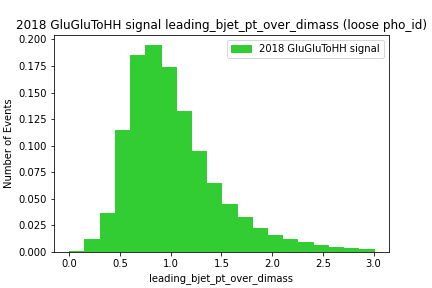 2018 GluGluToHH signal leading_bjet_pt_over_dimass (loose pho_id)
0.200
0.175
0.150
0.125
0.100
0.075
0.050
0.025
0.000
Number of Events
2018 GluGluToHH signal
0.0 0.5 1.0 1.5 2.0 2.5 3.0
leading_bjet_pt_over_dimass